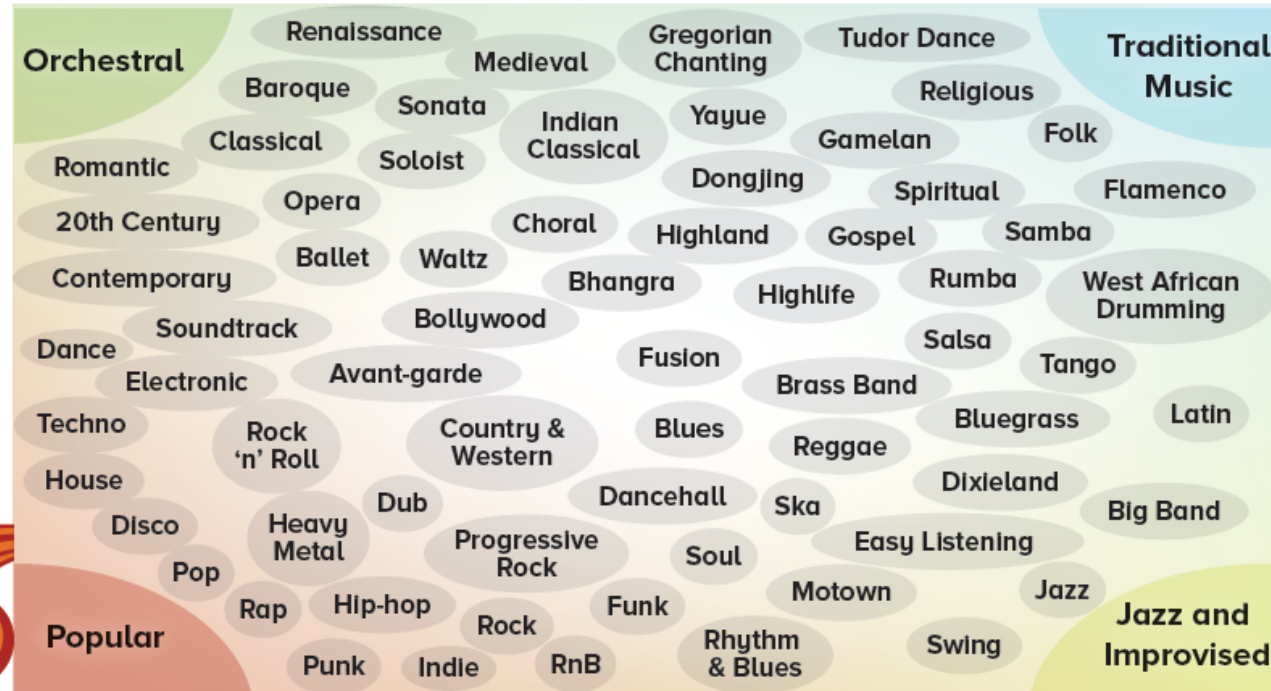 Orchestral
Renaissance
Medieval
Gregorian
Chanting
Tudor Dance
Traditional
Music
Baroque
Sonata
Indian
Classical
Yayue
Religious
Classical
Soloist
Gamelan
Folk
Romantic
Dongjing
Spiritual
Flamenco
Opera
20th Century
Choral
Highland
Gospel
Samba
Ballet
Waltz
Contemporary
Bhangra
Highlife
Rumba
West African
Drumming
Soundtrack
Bollywood
Salsa
Dance
Fusion
Tango
Electronic
Avant-garde
Brass Band
Techno
Rock
‘n’ Roll
Country &
Western
Blues
Reggae
Bluegrass
Latin
House
Dub
Dancehall
Ska
Dixieland
Big Band
Disco
Heavy
Metal
Progressive
Rock
Soul
Easy Listening
Pop
Rap
Hip-hop
Rock
Funk
Motown
Jazz
Popular
Punk
Indie
RnB
Rhythm
& Blues
Swing
Jazz and
Improvised